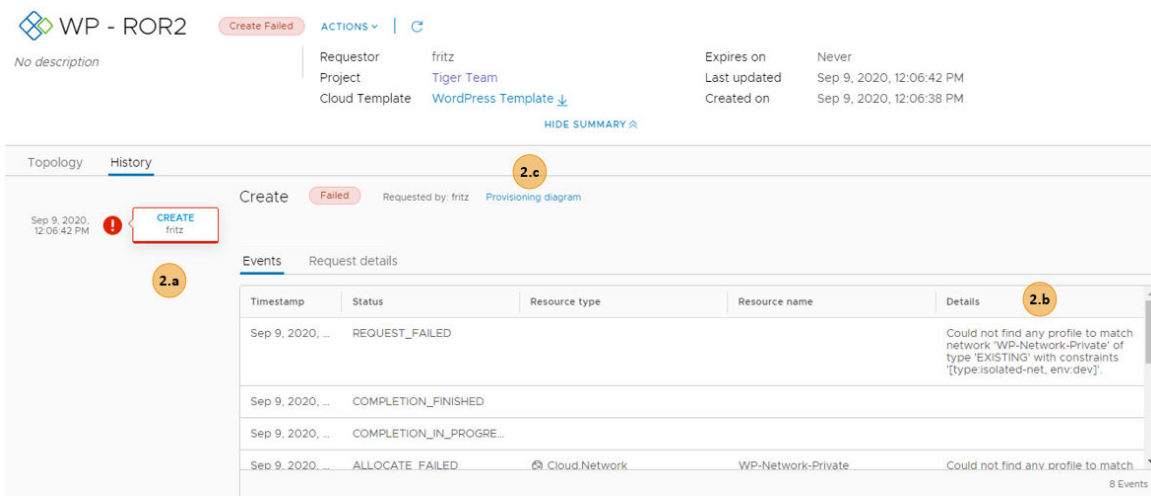 WP - ROR2 Create Failed ACTIONS
No description
Requestor fritz Expires on Never
Project Tiger Team Last updated Sep 9, 2020, 12:06:42 PM
Cloud Template WordPress Template Created on Sep 9, 2020, 12:06:38 PM
HIDE SUMMARY
Topology History
2.c
Create Failed Requested by: fritz Provisioning diagram
Sep 9, 2020,
12:06:42 PM
CREATE
fritz
2.a
Events Request details
2.b
Timestamp Status Resource type Resource name Details
Sep 9, 2020, ... REQUEST_FAILED Could not find any profile to match
network 'WP-Network-Private' of
type 'EXISTING' with constraints
'[type:isolated-net, env:dev]'.
Sep 9, 2020, ... COMPLETION_FINISHED
Sep 9, 2020, ... COMPLETION_IN_PROGRE...
Sep 9, 2020, ... ALLOCATE_FAILED Cloud.Network WP-Network-Private Could not find any profile to match
8 Events